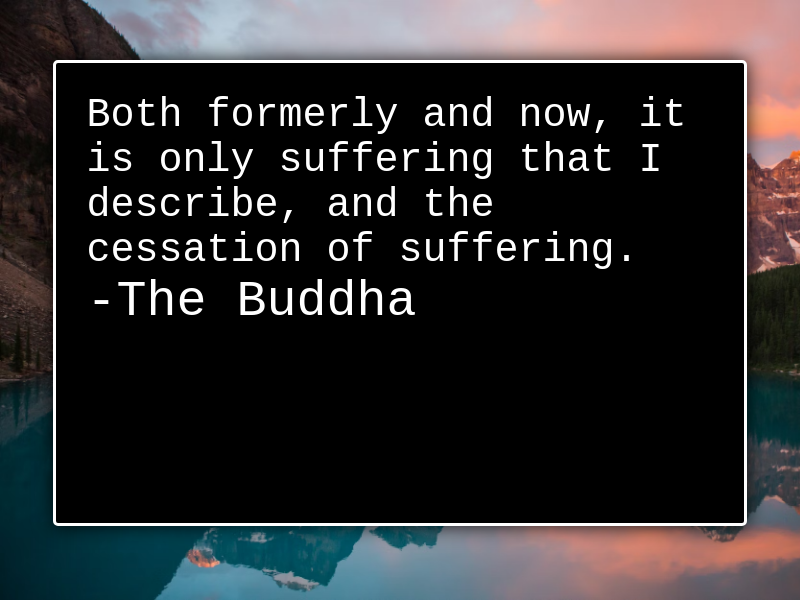 Both formerly and now, it
is only suffering that I
describe, and the
cessation of suffering.
-The Buddha